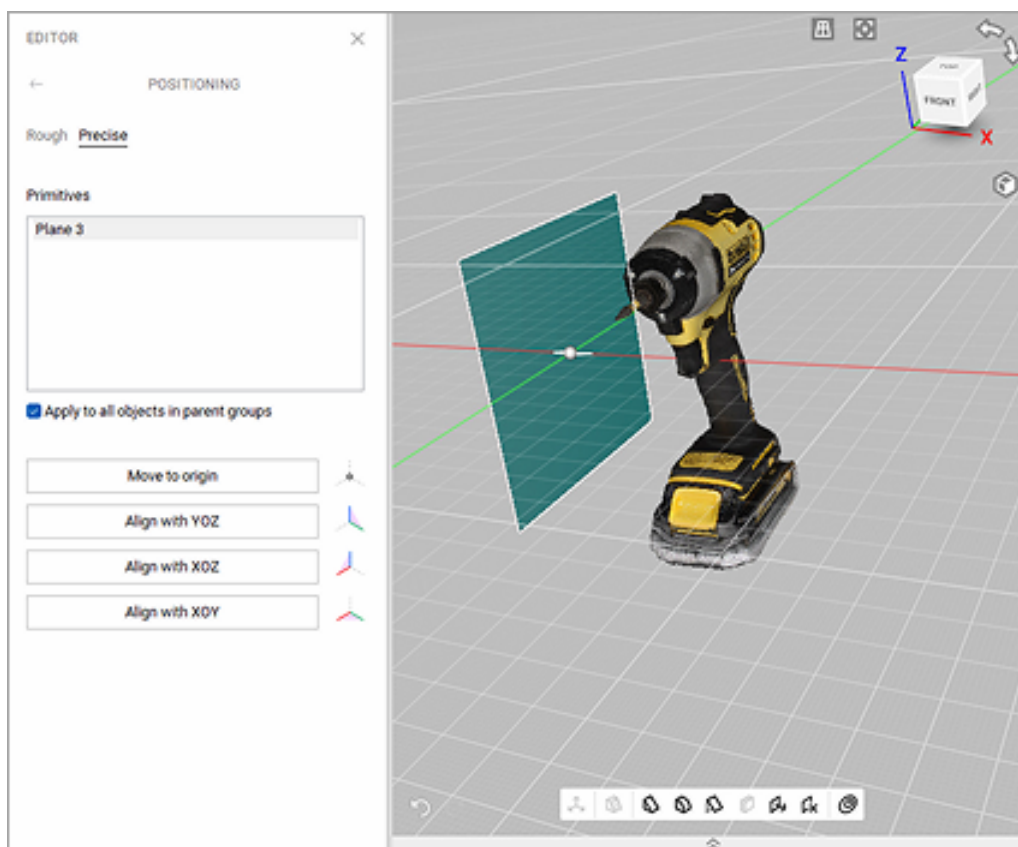 EDITOR
POSITIONING
Rough Precise
Primitives
Plane 3
Apply to all objects in parent groups
Move to origin
Align with YOZ
Align with XOZ
Align with XOY
Z
FRONT
X